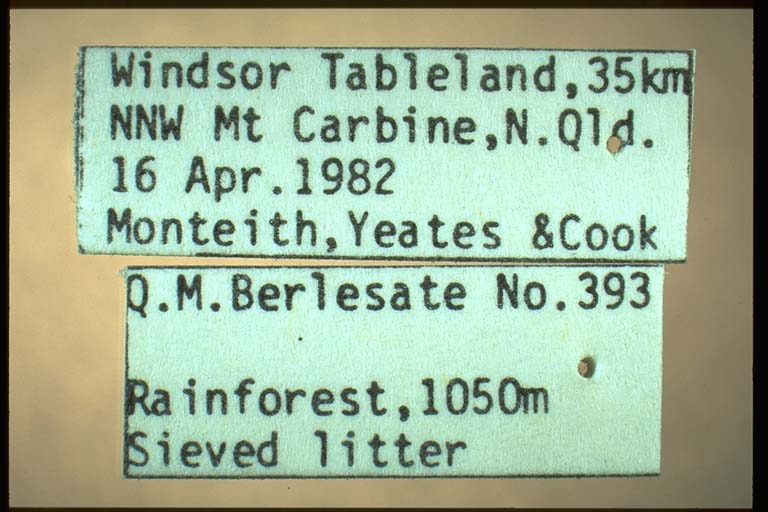 Windsor Tableland,35km
NNW Mt Carbine,N.Qld.
16 Apr.1982
Monteith,Yeates &Cook
Q.M.Berlesate No.393
Rainforest,1050m
Sieved litter